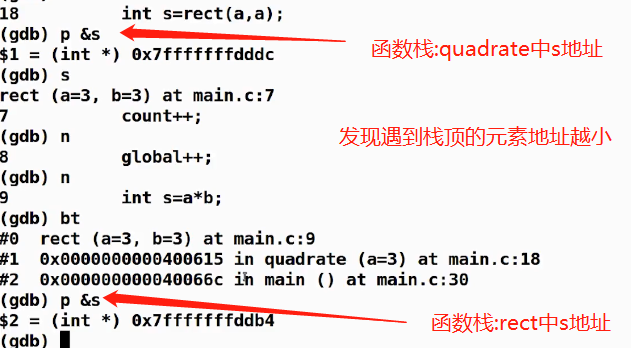 18          int s=rect(a,a);
(gdb) p &s
函数栈:quadrate中s地址
$1 = (int *) 0x7fffffffdddc
(gdb) s
rect (a=3, b=3) at main.c:7
7           count++;
发现遇到栈顶的元素地址越小
(gdb) n
8           global++;
(gdb) n
9           int s=a*b;
(gdb) bt
#0  rect (a=3, b=3) at main.c:9
#1  0x0000000000400615 in quadrate (a=3) at main.c:18
#2  0x000000000040066c in main () at main.c:30
(gdb) p &s
函数栈:rect中s地址
$2 = (int *) 0x7fffffffddb4
(gdb)